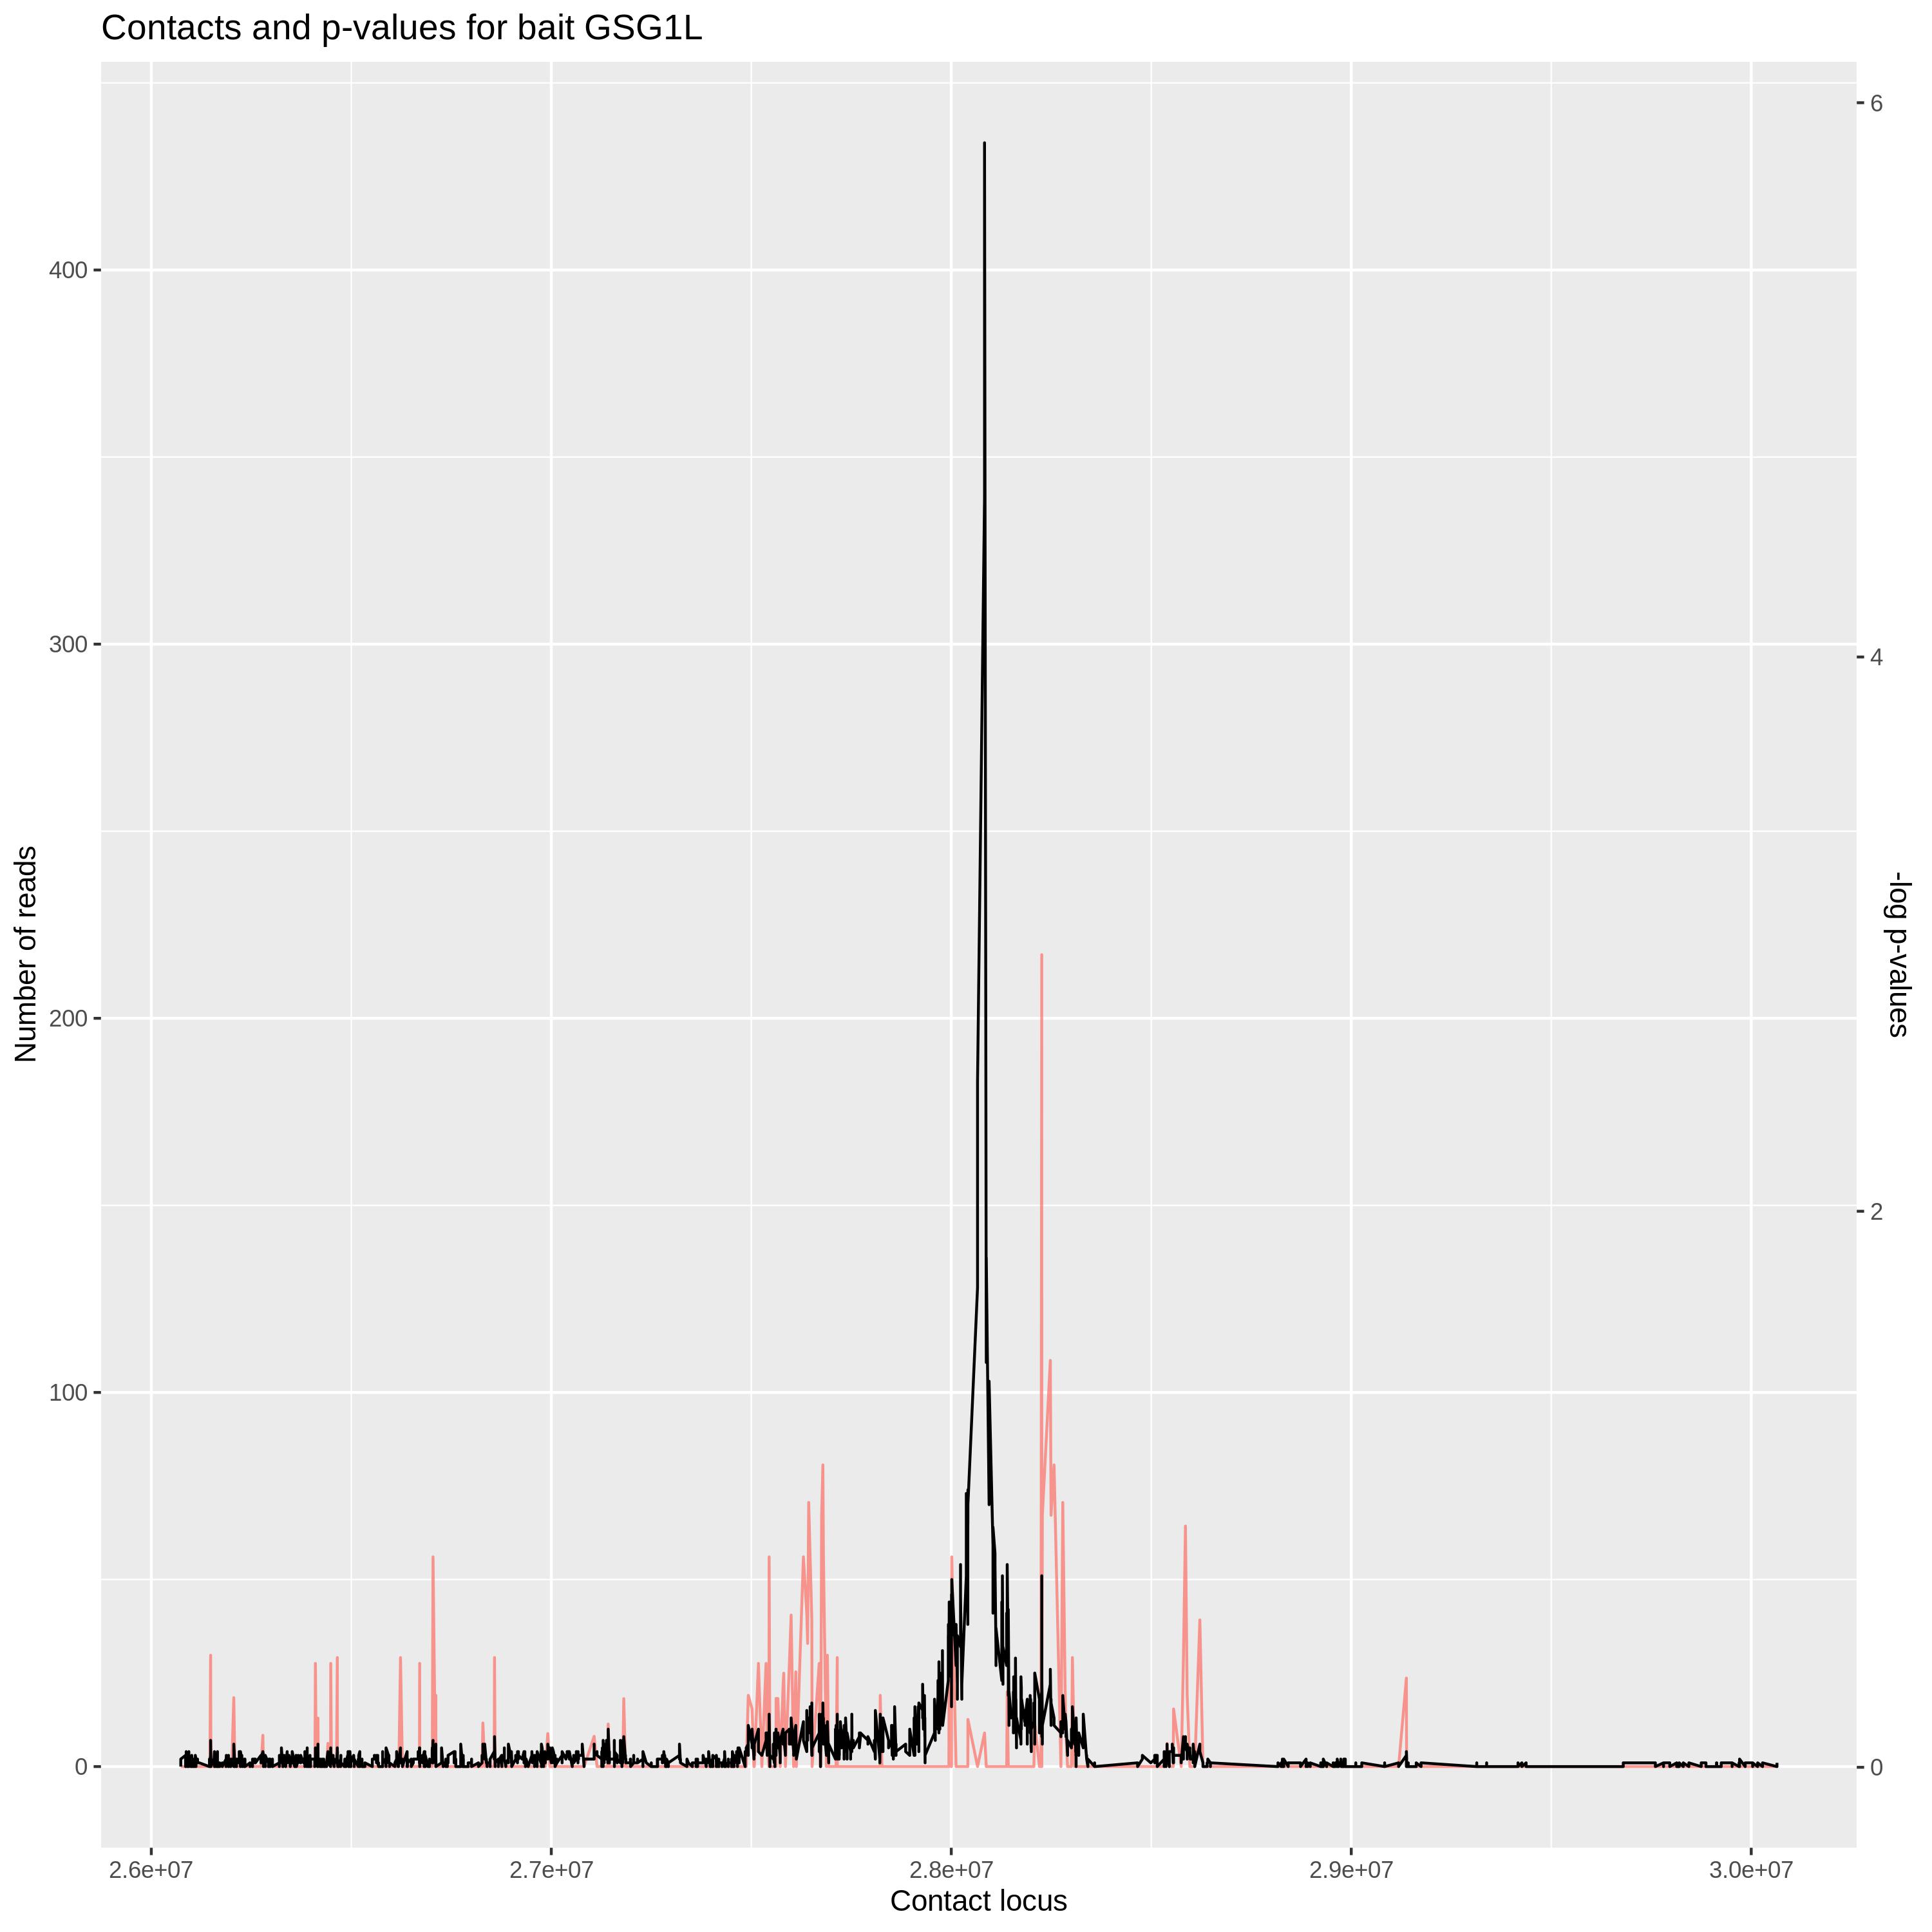 Contacts and p-values for bait GSG1L
Number of reads
400
300
200
100
0
6
4
2
0
-log p-values
2.6e+07
2.7e+07
2.8e+07
2.9e+07
3.0e+07
Contact locus